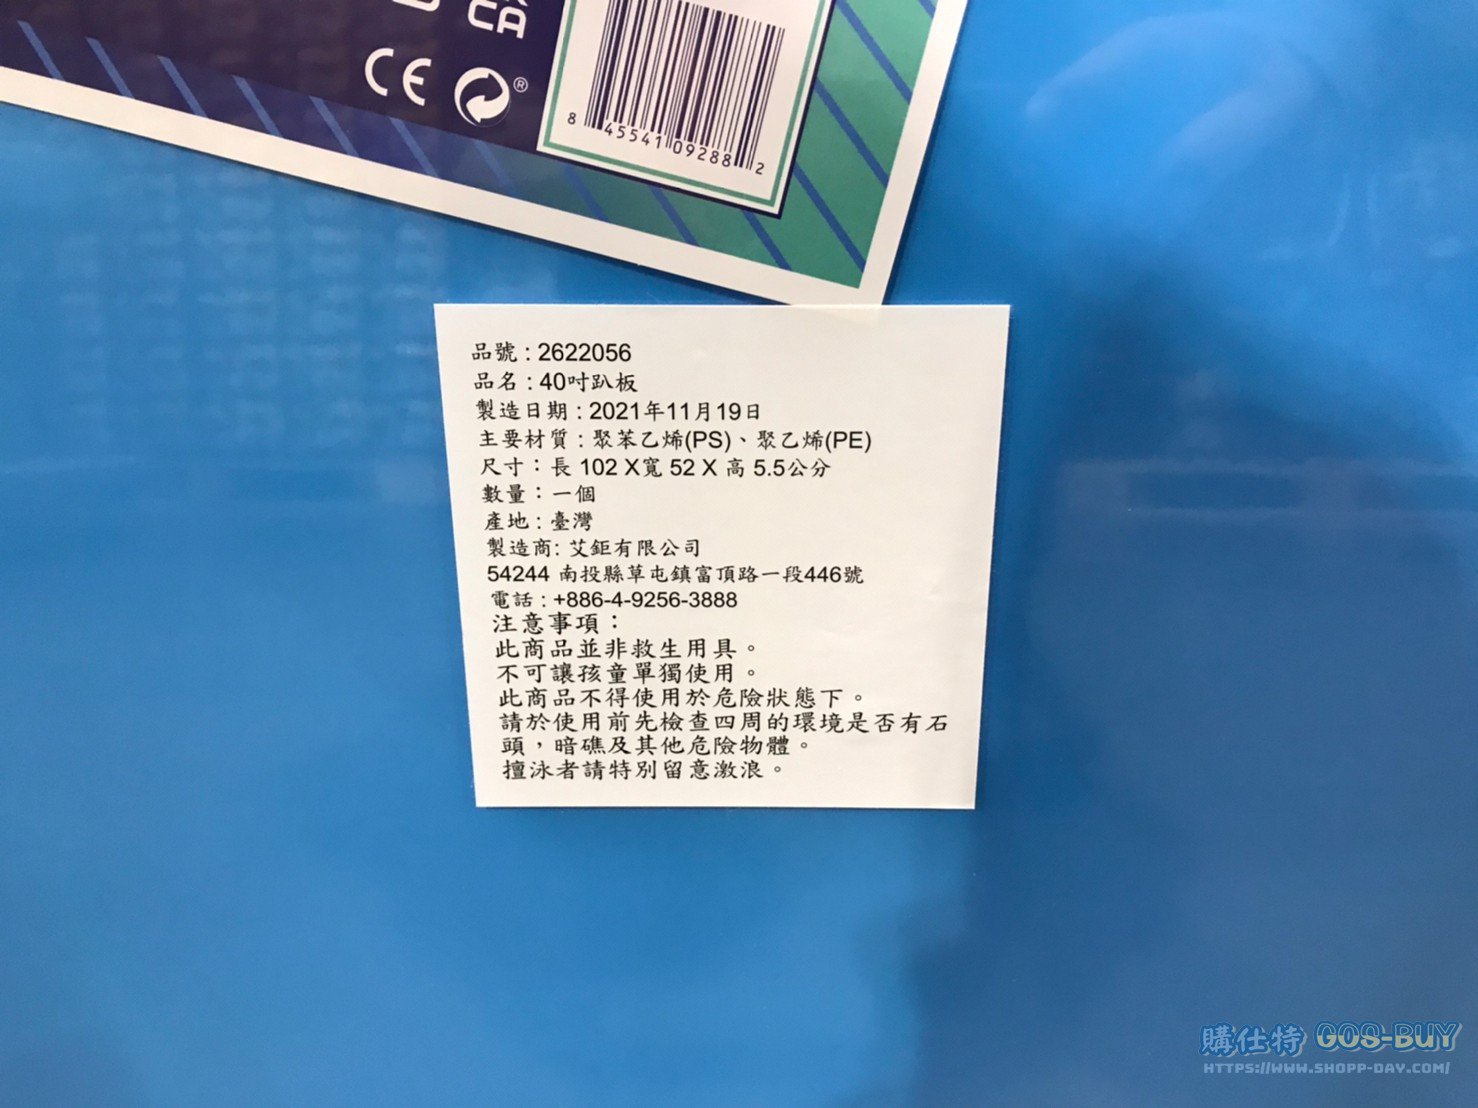 CA
CE
®
8 45541 09288 2
品號 : 2622056
品名 : 40吋趴板
製造日期 : 2021年11月19日
主要材質 : 聚苯乙烯(PS)、聚乙烯(PE)
尺寸：長 102 X寬 52 X 高 5.5公分
數量：一個
產地 : 臺灣
製造商: 艾鉅有限公司
54244 南投縣草屯鎮富頂路一段446號
電話 : +886-4-9256-3888
注意事項：
此商品並非救生用具。
不可讓孩童單獨使用。
此商品不得使用於危險狀態下。
請於使用前先檢查四周的環境是否有石
頭，暗礁及其他危險物體。
擅泳者請特別留意激浪。
購仕特 GOS-BUY
HTTPS://WWW.SHOPP-DAY.COM/